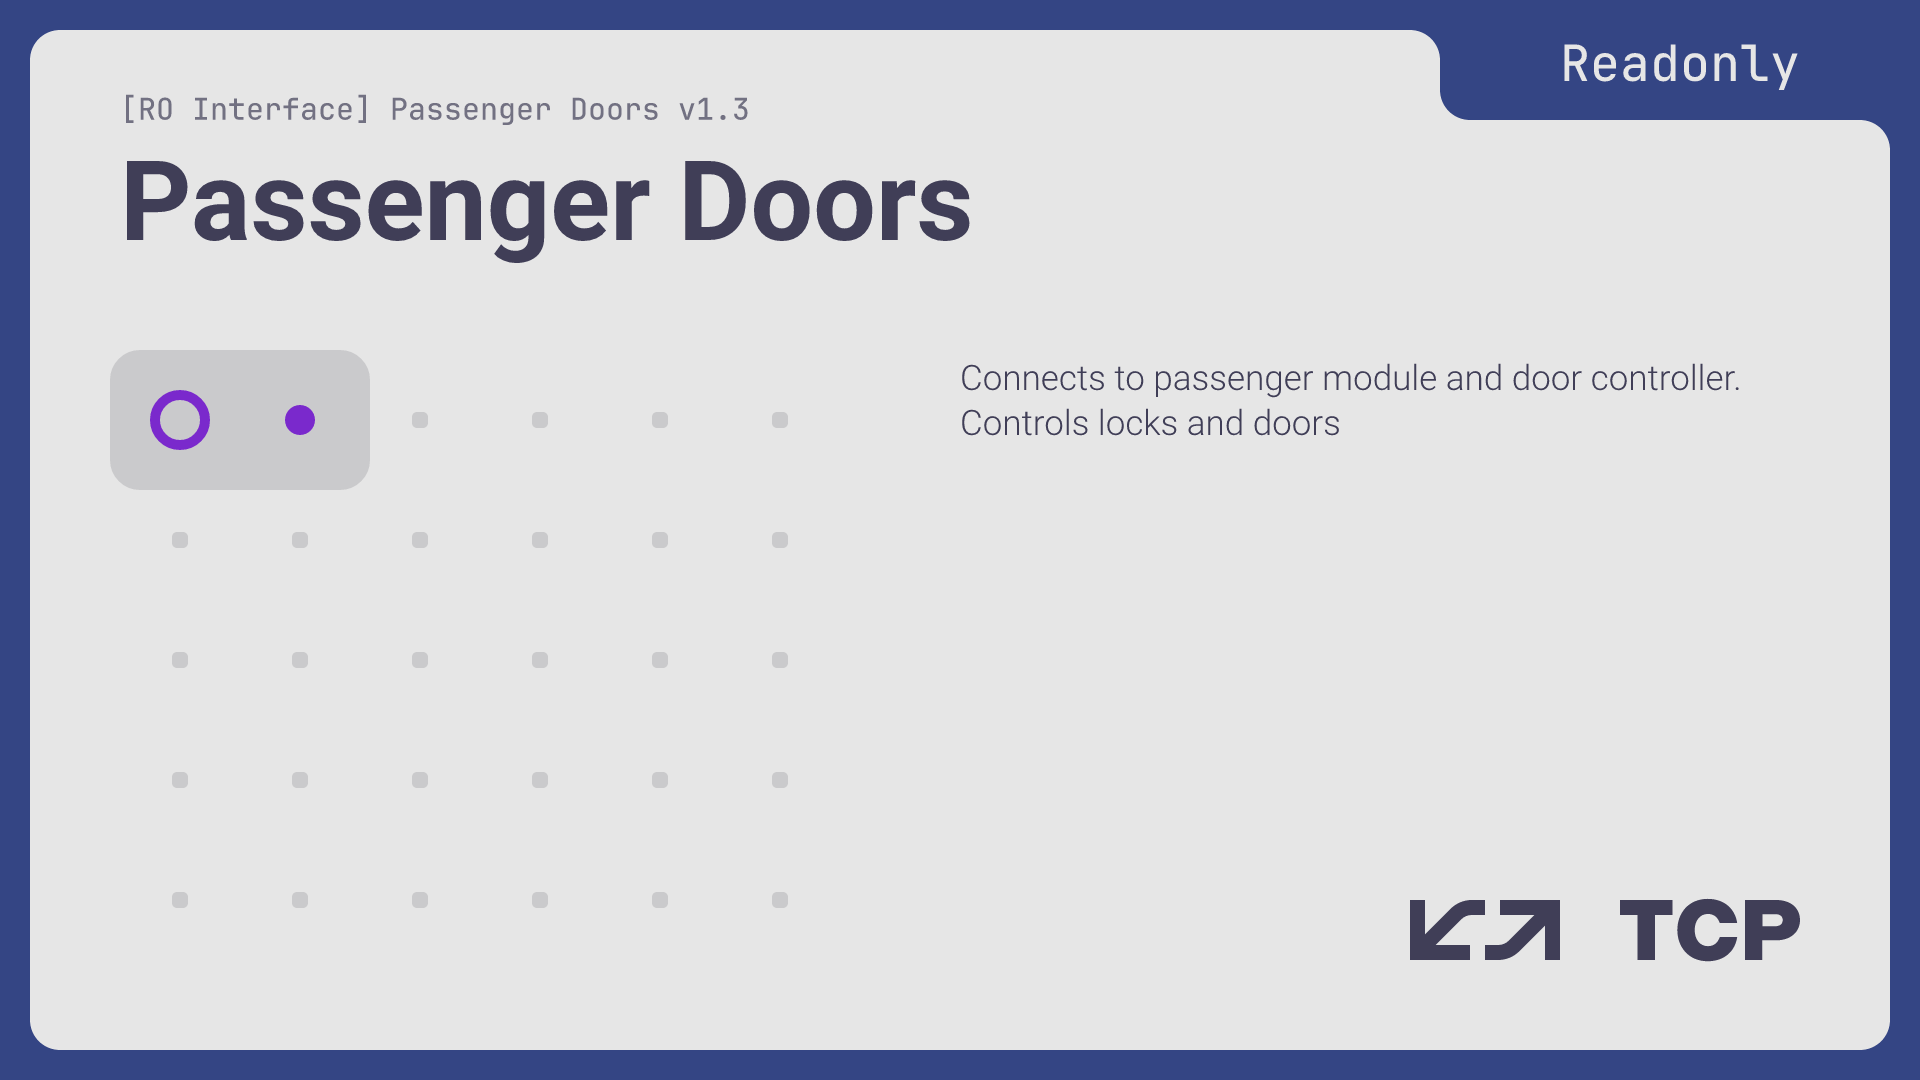 Readonly
[RO Interface] Passenger Doors v1.3
Passenger Doors
Connects to passenger module and door controller.
Controls locks and doors
TCP